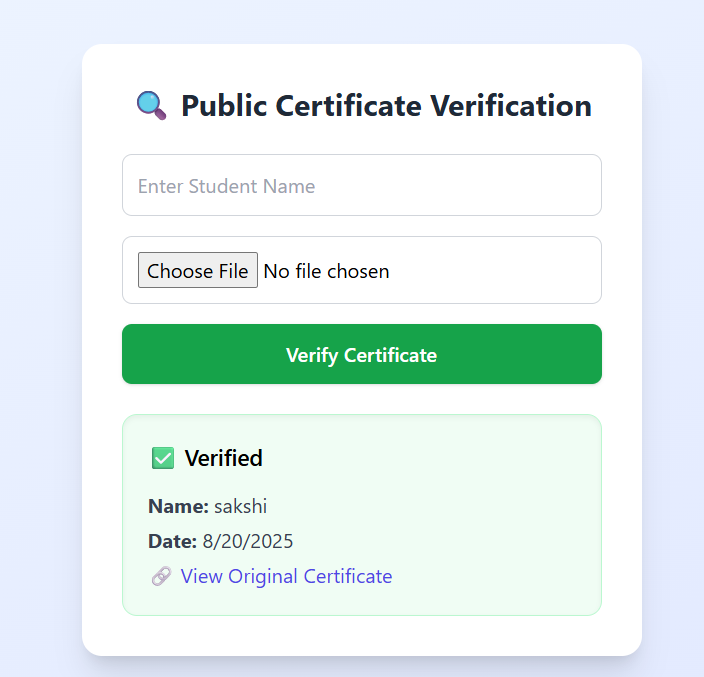 🔍 Public Certificate Verification
Enter Student Name
Choose File No file chosen
Verify Certificate
✅ Verified
Name: sakshi
Date: 8/20/2025
🔗 View Original Certificate